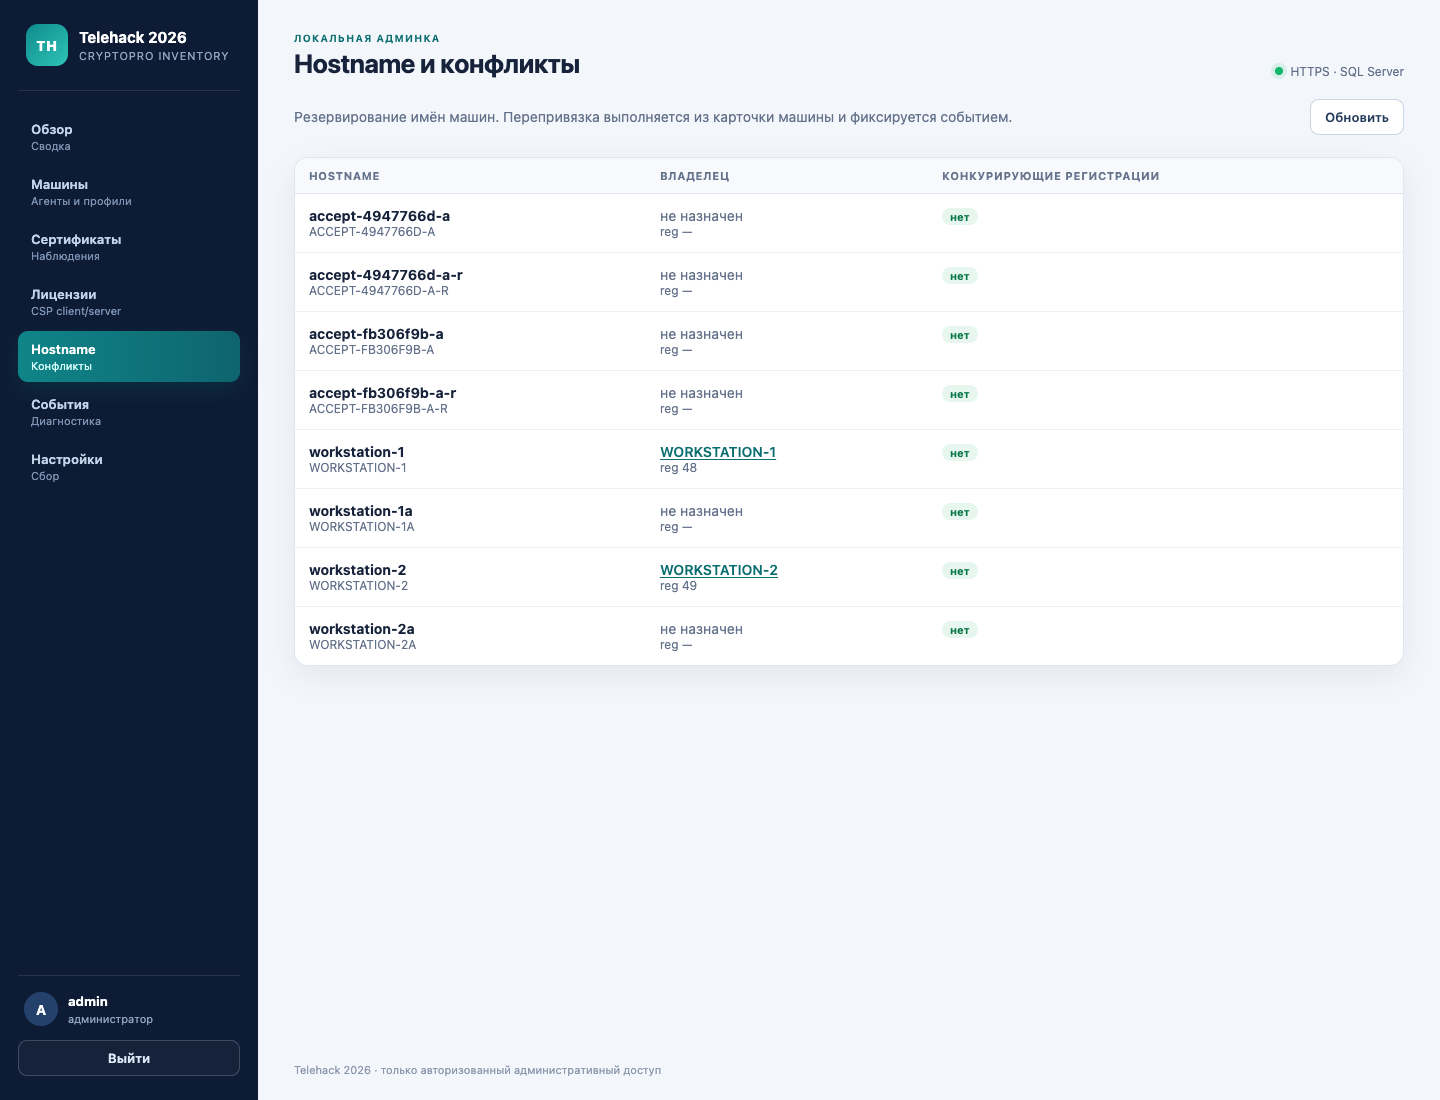 TH
Telehack 2026
CRYPTOPRO INVENTORY
Обзор
Сводка
Машины
Агенты и профили
Сертификаты
Наблюдения
Лицензии
CSP client/server
Hostname
Конфликты
События
Диагностика
Настройки
Сбор
A
admin
администратор
Выйти
ЛОКАЛЬНАЯ АДМИНКА
Hostname и конфликты
HTTPS · SQL Server
Резервирование имён машин. Перепривязка выполняется из карточки машины и фиксируется событием.
Обновить
HOSTNAME ВЛАДЕЛЕЦ КОНКУРИРУЮЩИЕ РЕГИСТРАЦИИ
accept-4947766d-a не назначен нет
ACCEPT-4947766D-A reg —
accept-4947766d-a-r не назначен нет
ACCEPT-4947766D-A-R reg —
accept-fb306f9b-a не назначен нет
ACCEPT-FB306F9B-A reg —
accept-fb306f9b-a-r не назначен нет
ACCEPT-FB306F9B-A-R reg —
workstation-1 WORKSTATION-1 нет
WORKSTATION-1 reg 48
workstation-1a не назначен нет
WORKSTATION-1A reg —
workstation-2 WORKSTATION-2 нет
WORKSTATION-2 reg 49
workstation-2a не назначен нет
WORKSTATION-2A reg —
Telehack 2026 · только авторизованный административный доступ